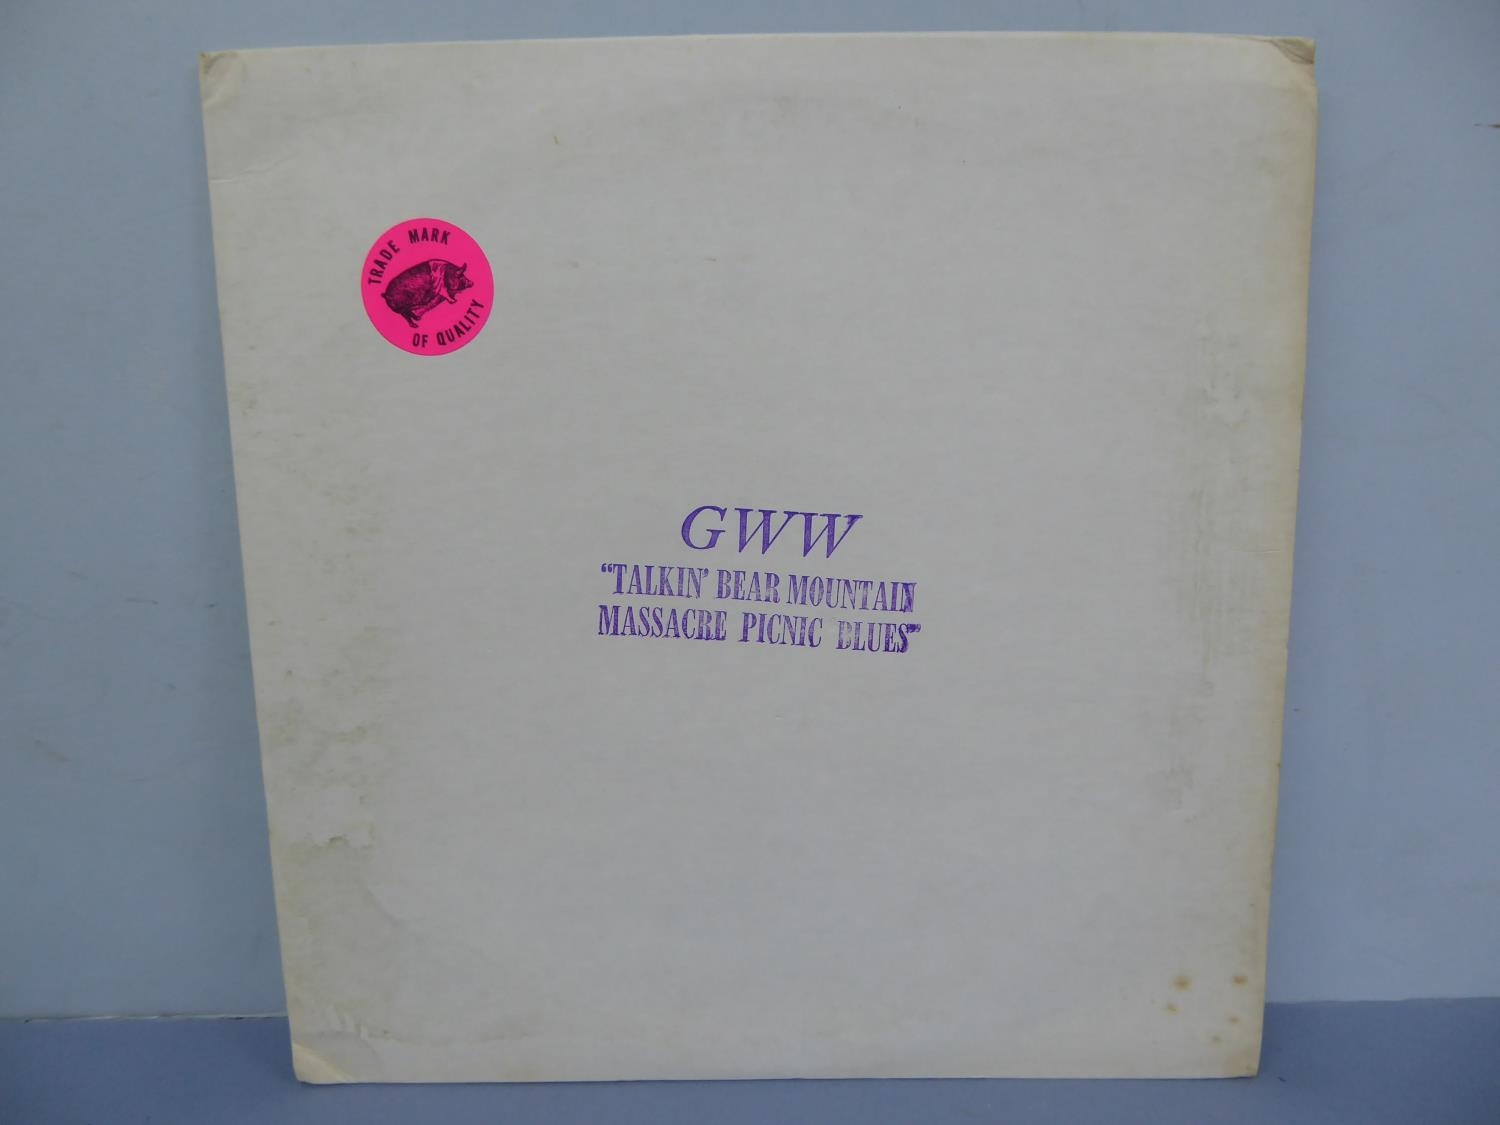 TRADE MARK
OF QUALITY
GWW
“TALKIN’ BEAR MOUNTAIN
MASSACRE PICNIC BLUES”